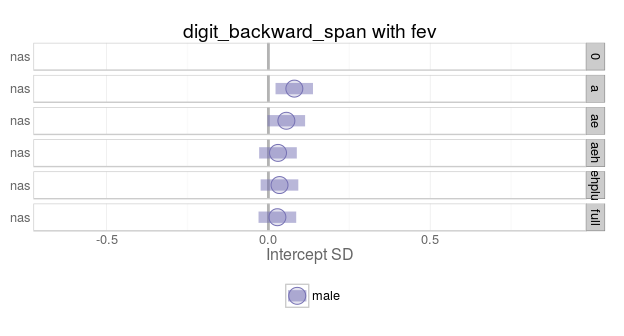 digit_backward_span with fev
nas 0
nas a
nas ae
nas aeh
nas ehplu
nas full
-0.5 0.0 0.5
Intercept SD
male